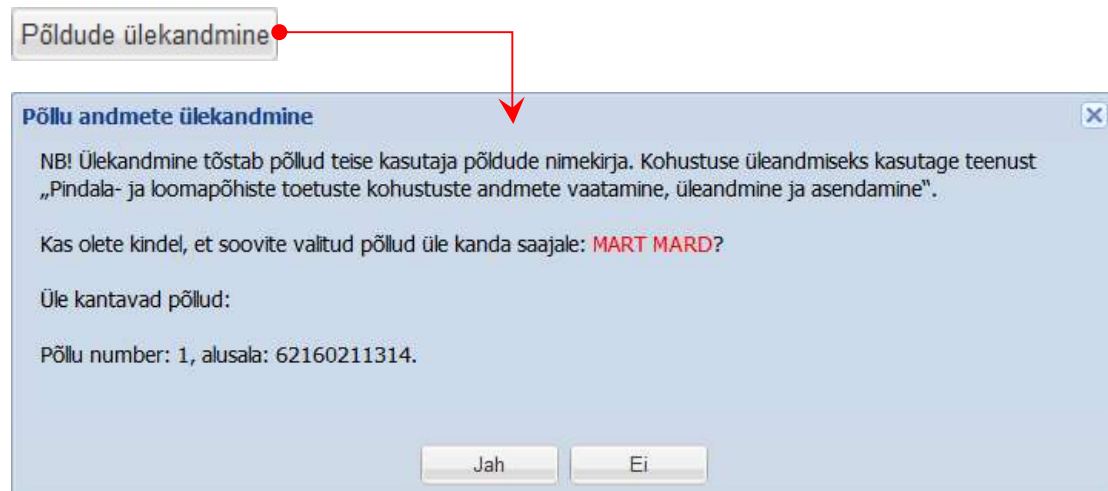 Põldude ülekandmine
Põllu andmete ülekandmine
NB! Ülekandmine tõstab põllud teise kasutaja põldude nimekirja. Kohustuse üleandmiseks kasutage teenust
„Pindala- ja loomapõhiste toetuste kohustuste andmete vaatamine, üleandmine ja asendamine“.
Kas olete kindel, et soovite valitud põllud üle kanda saajale: MART MARD?
Üle kantavad põllud:
Põllu number: 1, alusala: 62160211314.
Jah Ei